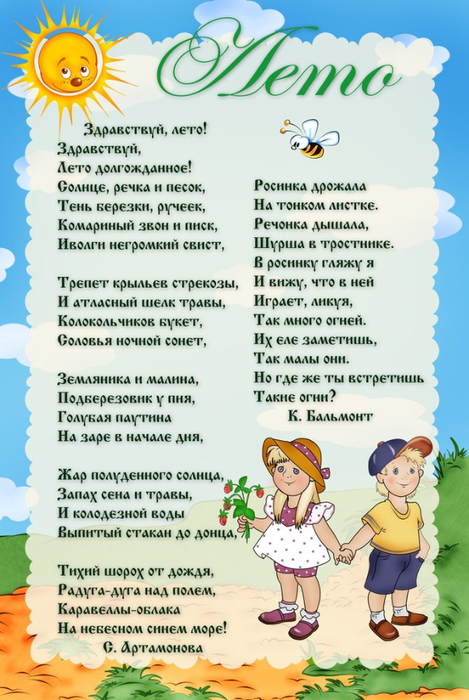 Лето
Здравствуй, лето!
Здравствуй,
Лето долгожданное!
Солнце, речка и песок,
Тень березки, ручеек,
Комариный звон и писк,
Иволги негромкий свист,
Трепет крыльев стрекозы,
И атласный шелк травы,
Колокольчиков букет,
Соловья ночной сонет,
Земляника и малина,
Подберезовик у пня,
Голубая паутина
На заре в начале дня,
Жар полуденного солнца,
Запах сена и травы,
И колодезной воды
Выпитый стакан до донца,
Тихий шорох от дождя,
Радуга-дуга над полем,
Каравеллы-облака
На небесном синем море!
С. Артамонова
Росинка дрожала
На тонком листке.
Речонка дышала,
Шурша в тростнике.
В росинку гляжу я
И вижу, что в ней
Играет, ликуя,
Так много огней.
Их еле заметишь,
Так малы они.
Но где же ты встретишь
Такие огни?
К. Бальмонт